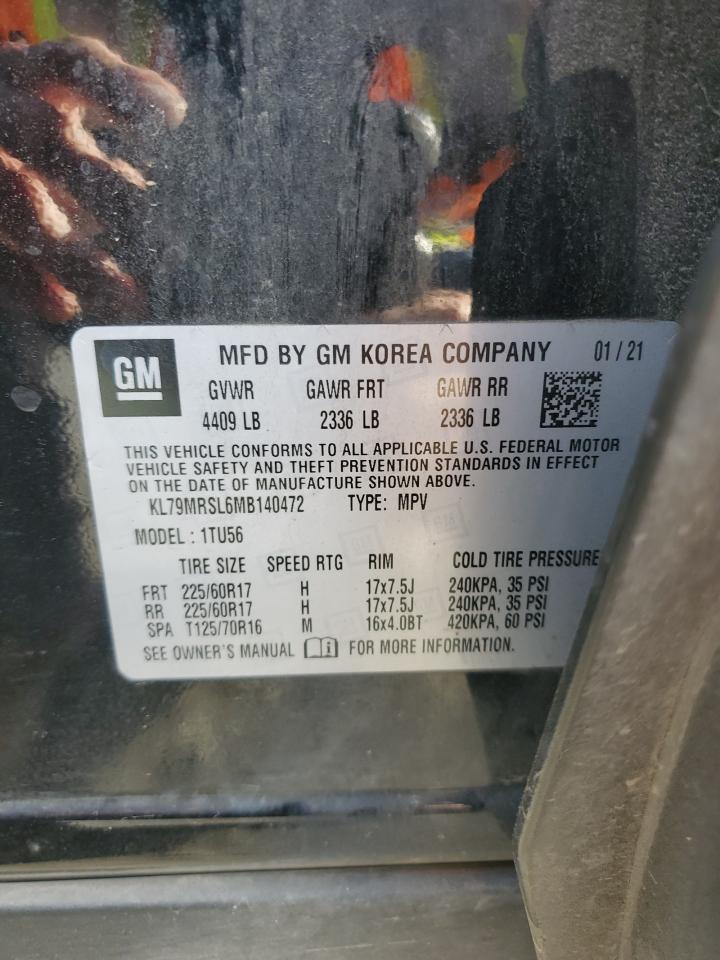 GM MFD BY GM KOREA COMPANY 01 / 21
GVWR GAWR FRT GAWR RR
4409 LB 2336 LB 2336 LB
THIS VEHICLE CONFORMS TO ALL APPLICABLE U.S. FEDERAL MOTOR
VEHICLE SAFETY AND THEFT PREVENTION STANDARDS IN EFFECT
ON THE DATE OF MANUFACTURE SHOWN ABOVE.
KL79MRSL6MB140472 TYPE: MPV
MODEL : 1TU56
TIRE SIZE SPEED RTG RIM COLD TIRE PRESSURE
FRT 225/60R17 H 17x7.5J 240KPA, 35 PSI
RR 225/60R17 H 17x7.5J 240KPA, 35 PSI
SPA T125/70R16 M 16x4.0BT 420KPA, 60 PSI
SEE OWNER'S MANUAL i FOR MORE INFORMATION.